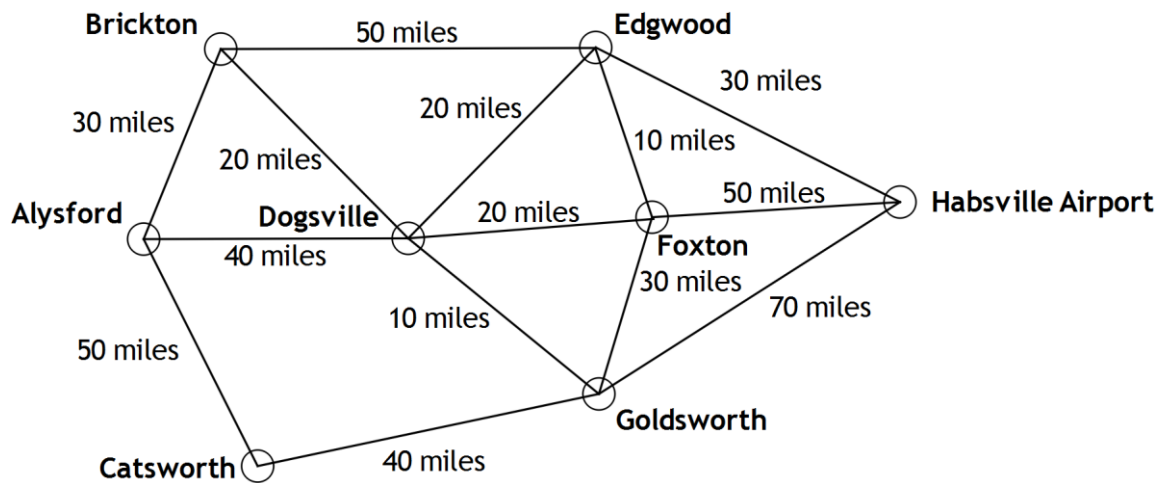 Brickton
50 miles
Edgwood
30 miles
20 miles
30 miles
10 miles
20 miles
Alysford
Dogsville
20 miles
50 miles
Habsville Airport
40 miles
Foxton
30 miles
10 miles
70 miles
50 miles
Goldsworth
40 miles
Catsworth